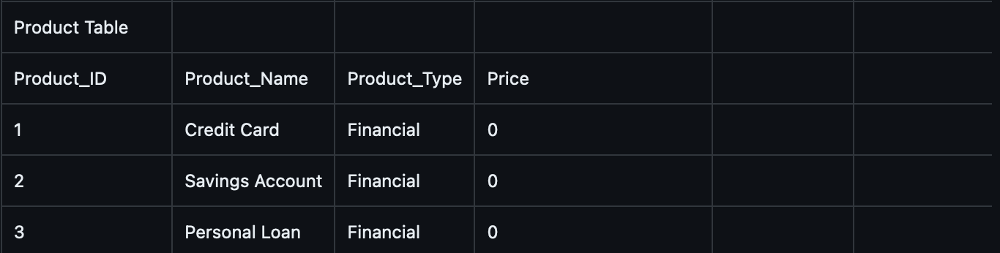 Product Table
Product_ID Product_Name Product_Type Price
1 Credit Card Financial 0
2 Savings Account Financial 0
3 Personal Loan Financial 0